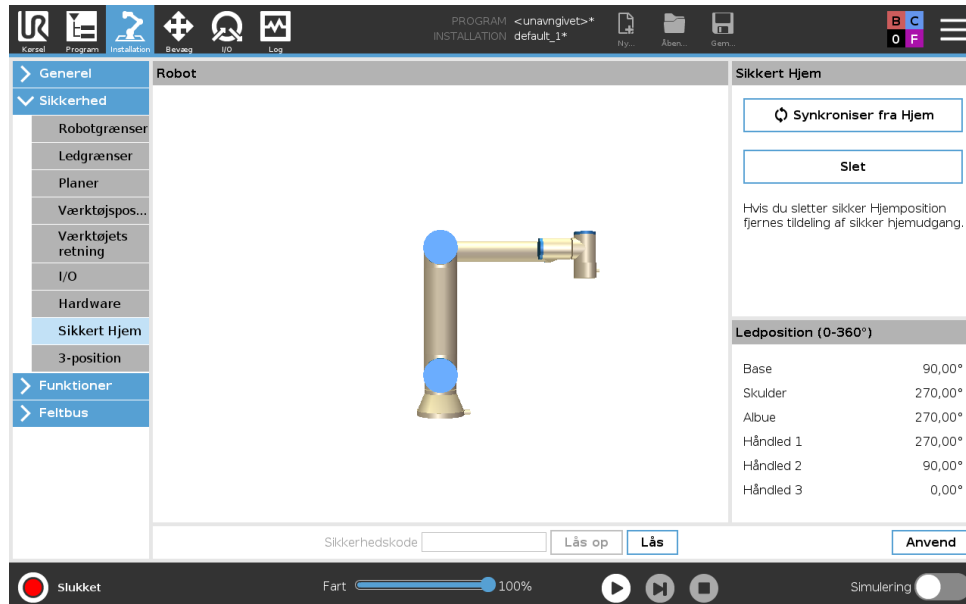 PROGRAM <unavngivet>*
INSTALLATION default_1*
Kørsel
Program
Installation
Bevæg
I/O
Log
Ny...
Åben...
Gem...
B C
0 F
Generel
Sikkerhed
Robotgrænser
Ledgrænser
Planer
Værktøjspos...
Værktøjets
retning
I/O
Hardware
Sikkert Hjem
3-position
Funktioner
Feltbus
Robot
Sikkert Hjem
Synkroniser fra Hjem
Slet
Hvis du sletter sikker Hjemposition
fjernes tildeling af sikker hjemudgang.
Ledposition (0-360°)
Base 90,00°
Skulder 270,00°
Albue 270,00°
Håndled 1 270,00°
Håndled 2 90,00°
Håndled 3 0,00°
Sikkerhedskode
Lås op
Lås
Anvend
Slukket
Fart
100%
Simulering